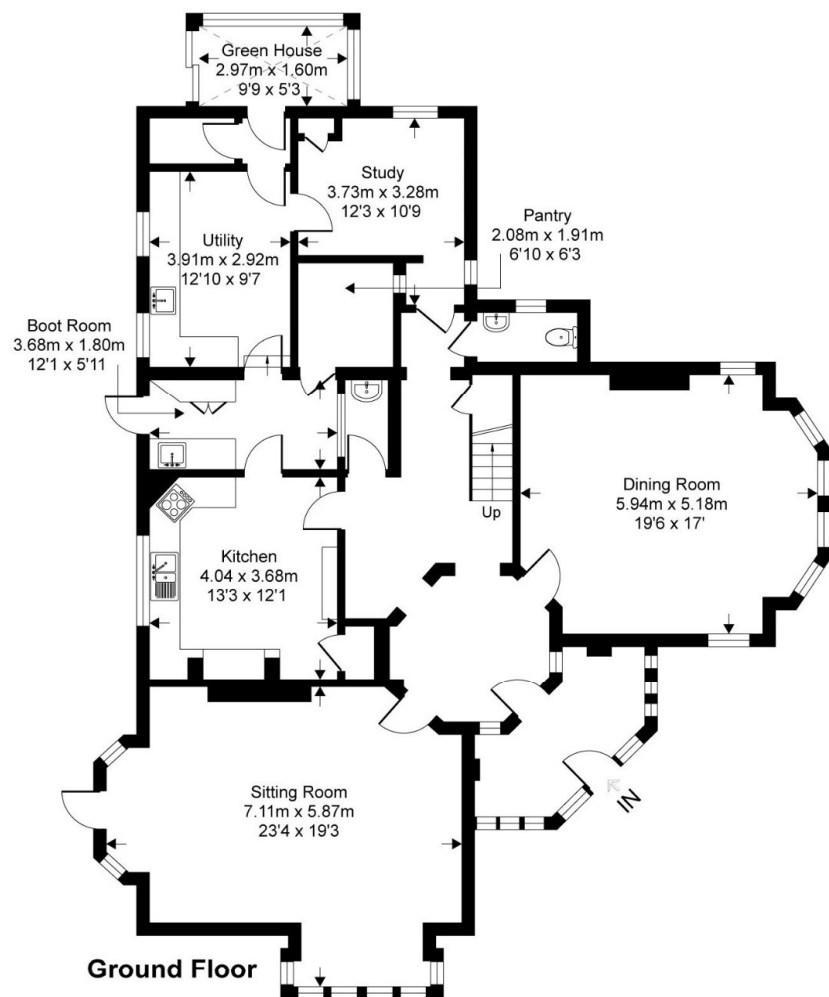 Green House
2.97m x 1.60m
9'9 x 5'3
Study
3.73m x 3.28m
12'3 x 10'9
Pantry
2.08m x 1.91m
6'10 x 6'3
Utility
3.91m x 2.92m
12'10 x 9'7
Boot Room
3.68m x 1.80m
12'1 x 5'11
Dining Room
5.94m x 5.18m
19'6 x 17'
Up
Kitchen
4.04 x 3.68m
13'3 x 12'1
Sitting Room
7.11m x 5.87m
23'4 x 19'3
IN
Ground Floor